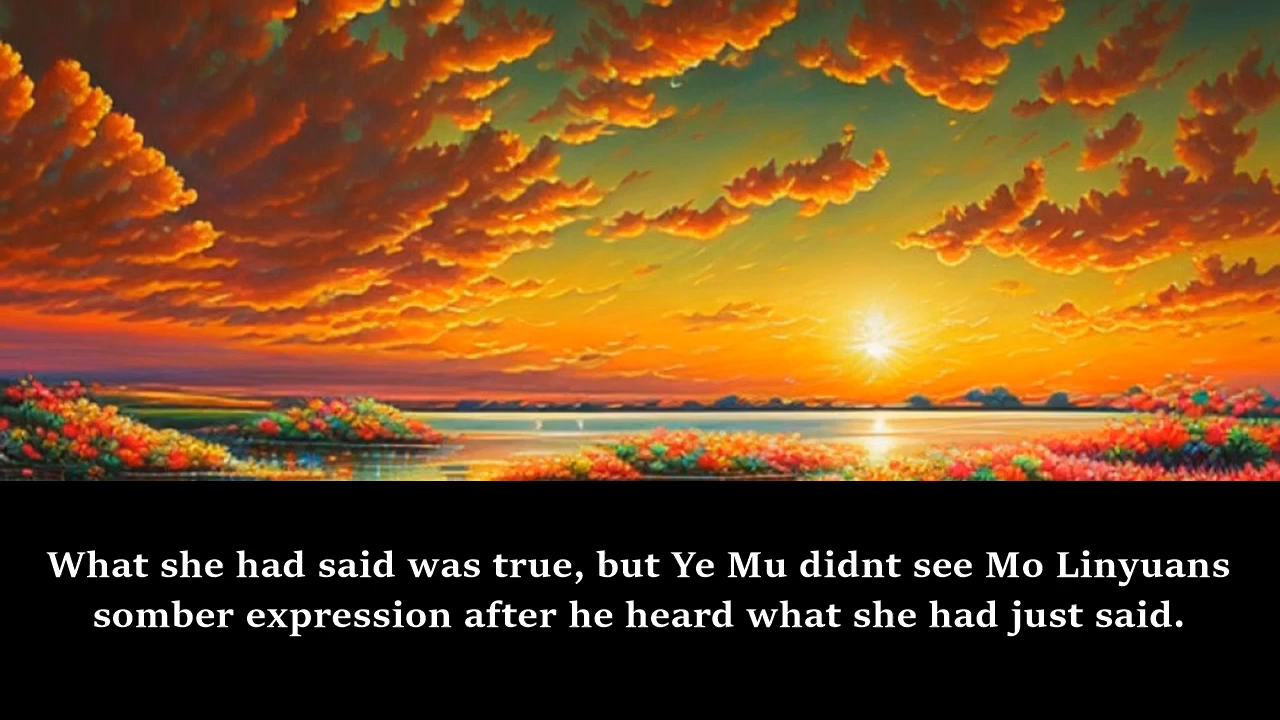 What she had said was true, but Ye Mu didnt see Mo Linyuans
somber expression after he heard what she had just said.